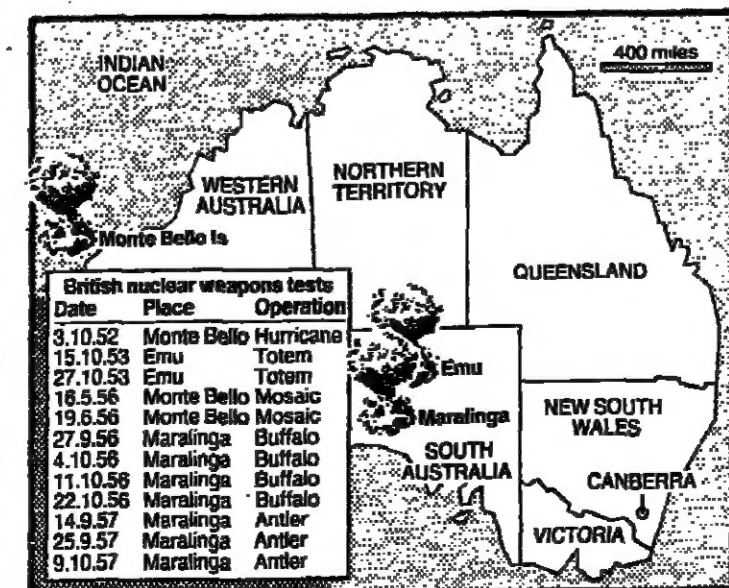 INDIAN
OCEAN
400 miles
NORTHERN
TERRITORY
WESTERN
AUSTRALIA
Monte Bello Is
QUEENSLAND
British nuclear weapons tests
Date Place Operation
3.10.52 Monte Bello Hurricane
15.10.53 Emu Totem
27.10.53 Emu Totem
16.5.56 Monte Bello Mosaic
19.6.56 Monte Bello Mosaic
27.9.56 Maralinga Buffalo
4.10.56 Maralinga Buffalo
11.10.56 Maralinga Buffalo
22.10.56 Maralinga Buffalo
14.9.57 Maralinga Antler
25.9.57 Maralinga Antler
9.10.57 Maralinga Antler
Emu
Maralinga
SOUTH
AUSTRALIA
NEW SOUTH
WALES
CANBERRA
VICTORIA